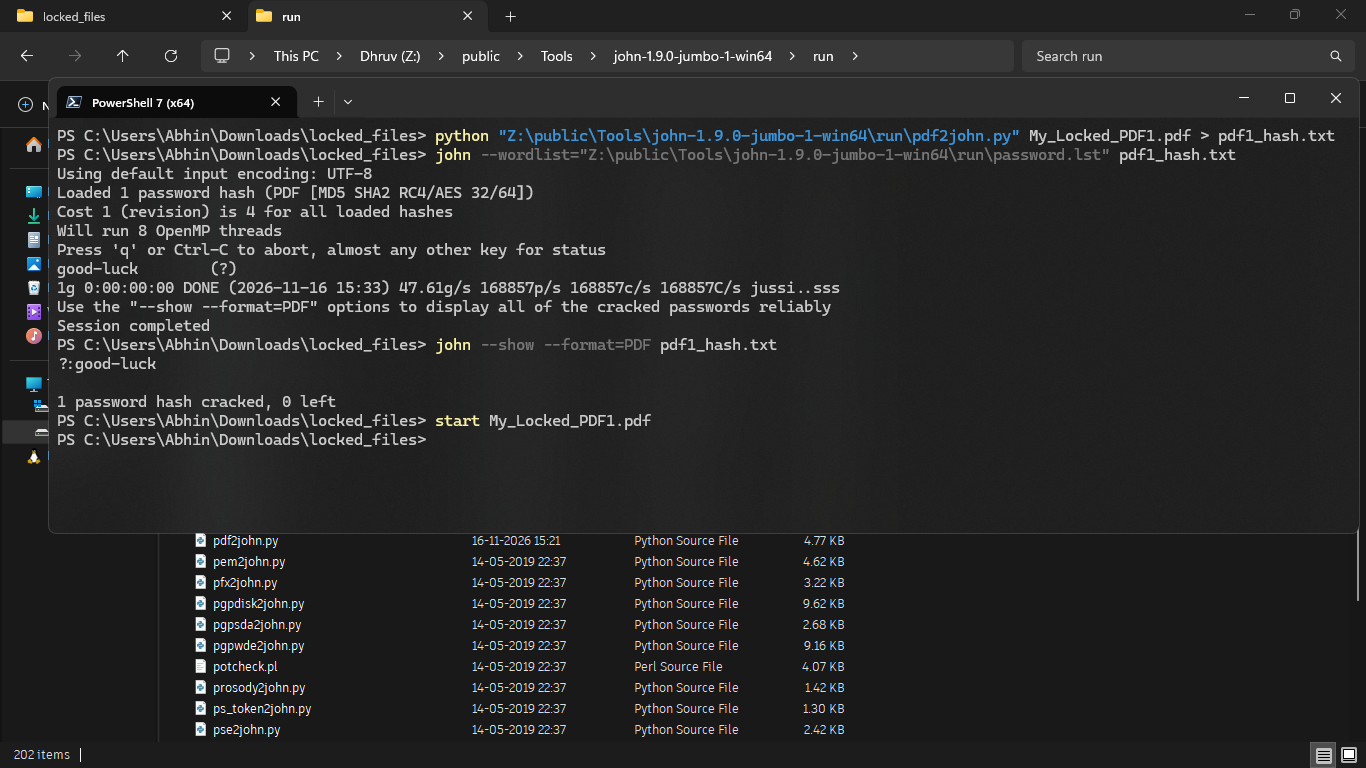 locked_files
run
This PC > Dhruv (Z:) > public > Tools > john-1.9.0-jumbo-1-win64 > run >
Search run
PowerShell 7 (x64)
PS C:\Users\Abhin\Downloads\locked_files> python "Z:\public\Tools\john-1.9.0-jumbo-1-win64\run\pdf2john.py" My_Locked_PDF1.pdf > pdf1_hash.txt
PS C:\Users\Abhin\Downloads\locked_files> john --wordlist="Z:\public\Tools\john-1.9.0-jumbo-1-win64\run\password.lst" pdf1_hash.txt
Using default input encoding: UTF-8
Loaded 1 password hash (PDF [MD5 SHA2 RC4/AES 32/64])
Cost 1 (revision) is 4 for all loaded hashes
Will run 8 OpenMP threads
Press 'q' or Ctrl-C to abort, almost any other key for status
good-luck        (?)
1g 0:00:00:00 DONE (2026-11-16 15:33) 47.61g/s 168857p/s 168857c/s 168857C/s jussi..sss
Use the "--show --format=PDF" options to display all of the cracked passwords reliably
Session completed
PS C:\Users\Abhin\Downloads\locked_files> john --show --format=PDF pdf1_hash.txt
?:good-luck
1 password hash cracked, 0 left
PS C:\Users\Abhin\Downloads\locked_files> start My_Locked_PDF1.pdf
PS C:\Users\Abhin\Downloads\locked_files>
pdf2john.py 16-11-2026 15:21 Python Source File 4.77 KB
pem2john.py 14-05-2019 22:37 Python Source File 4.62 KB
pfx2john.py 14-05-2019 22:37 Python Source File 3.22 KB
pgpdisk2john.py 14-05-2019 22:37 Python Source File 9.62 KB
pgpsda2john.py 14-05-2019 22:37 Python Source File 2.68 KB
pgpwde2john.py 14-05-2019 22:37 Python Source File 9.16 KB
potcheck.pl 14-05-2019 22:37 Perl Source File 4.07 KB
prosody2john.py 14-05-2019 22:37 Python Source File 1.42 KB
ps_token2john.py 14-05-2019 22:37 Python Source File 1.30 KB
pse2john.py 14-05-2019 22:37 Python Source File 2.42 KB
202 items